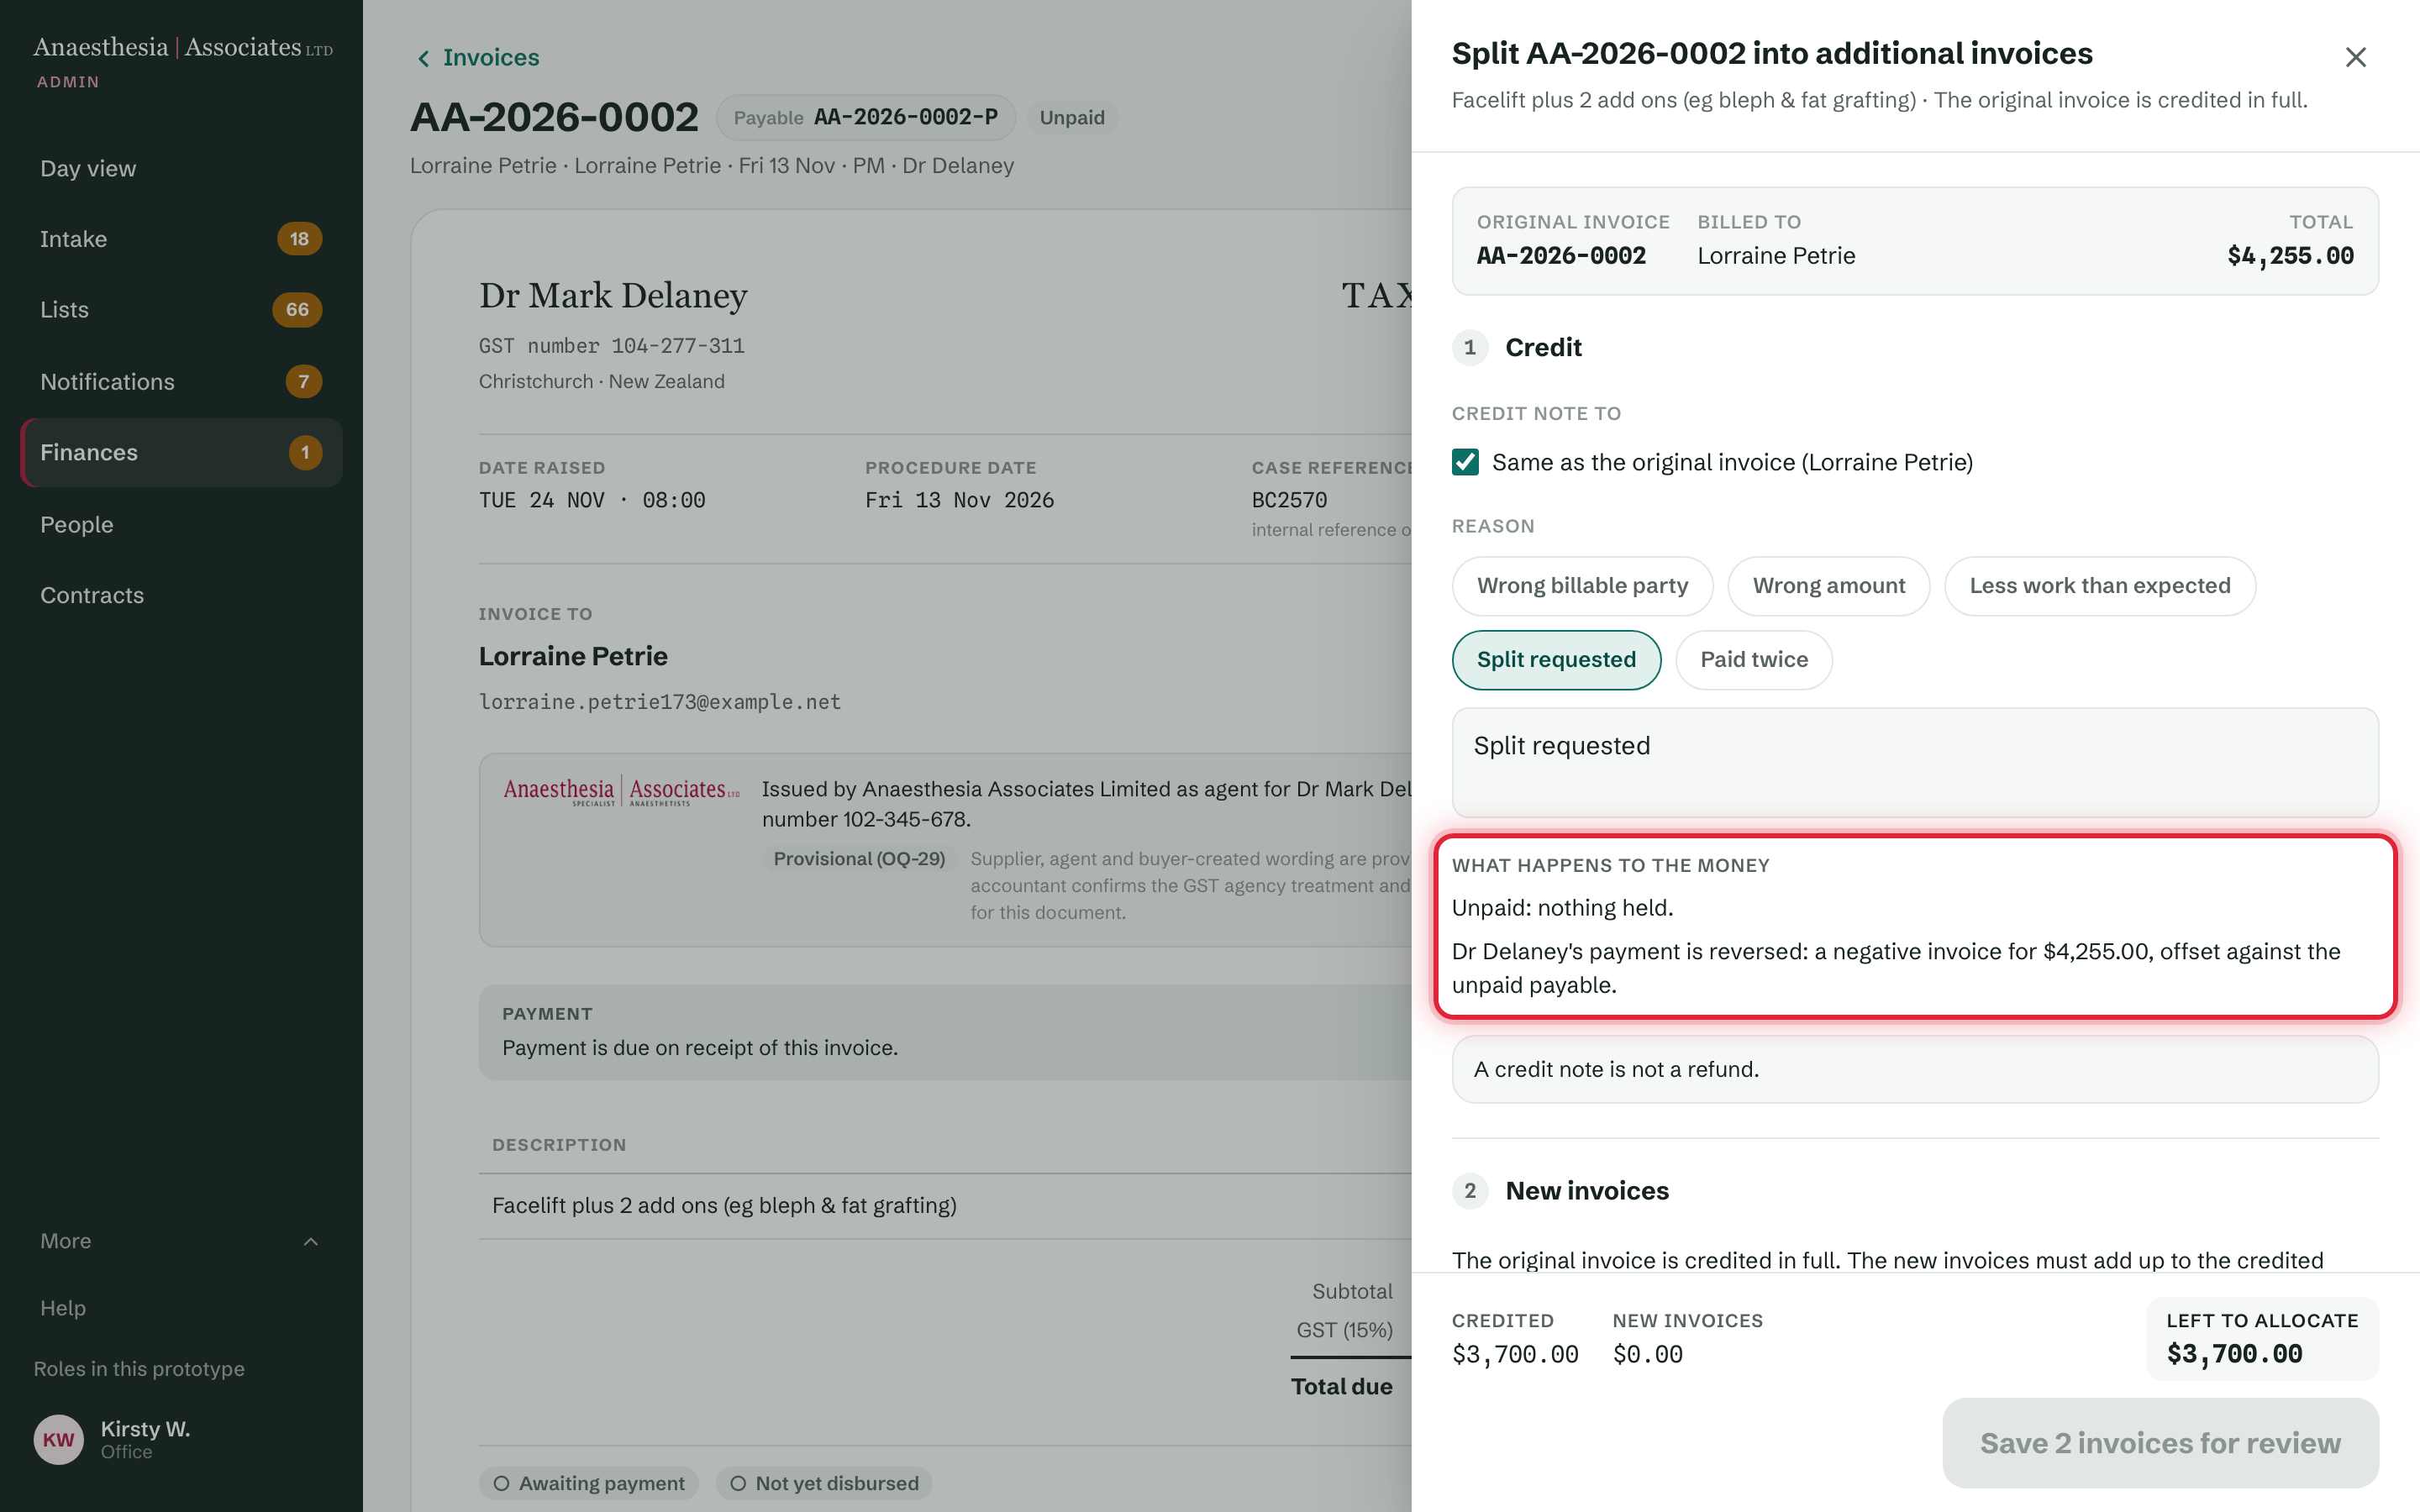 Anaesthesia | Associates LTD
ADMIN
Day view
Intake 18
Lists 66
Notifications 7
Finances 1
People
Contracts
More
Help
Roles in this prototype
KW
Kirsty W.
Office
Invoices
AA-2026-0002 Payable AA-2026-0002-P Unpaid
Lorraine Petrie · Lorraine Petrie · Fri 13 Nov · PM · Dr Delaney
Dr Mark Delaney
TAX
GST number 104-277-311
Christchurch · New Zealand
DATE RAISED PROCEDURE DATE CASE REFERENCE
TUE 24 NOV · 08:00 Fri 13 Nov 2026 BC2570
internal reference
INVOICE TO
Lorraine Petrie
lorraine.petrie173@example.net
Anaesthesia | Associates LTD
SPECIALIST ANAESTHETISTS
Issued by Anaesthesia Associates Limited as agent for Dr Mark Del
number 102-345-678.
Provisional (OQ-29) Supplier, agent and buyer-created wording are prov
accountant confirms the GST agency treatment and
for this document.
PAYMENT
Payment is due on receipt of this invoice.
DESCRIPTION
Facelift plus 2 add ons (eg bleph & fat grafting)
Subtotal
GST (15%)
Total due
Awaiting payment Not yet disbursed
Split AA-2026-0002 into additional invoices
Facelift plus 2 add ons (eg bleph & fat grafting) · The original invoice is credited in full.
ORIGINAL INVOICE BILLED TO TOTAL
AA-2026-0002 Lorraine Petrie $4,255.00
1 Credit
CREDIT NOTE TO
Same as the original invoice (Lorraine Petrie)
REASON
Wrong billable party Wrong amount Less work than expected
Split requested Paid twice
Split requested
WHAT HAPPENS TO THE MONEY
Unpaid: nothing held.
Dr Delaney's payment is reversed: a negative invoice for $4,255.00, offset against the
unpaid payable.
A credit note is not a refund.
2 New invoices
The original invoice is credited in full. The new invoices must add up to the credited
CREDITED NEW INVOICES LEFT TO ALLOCATE
$3,700.00 $0.00 $3,700.00
Save 2 invoices for review